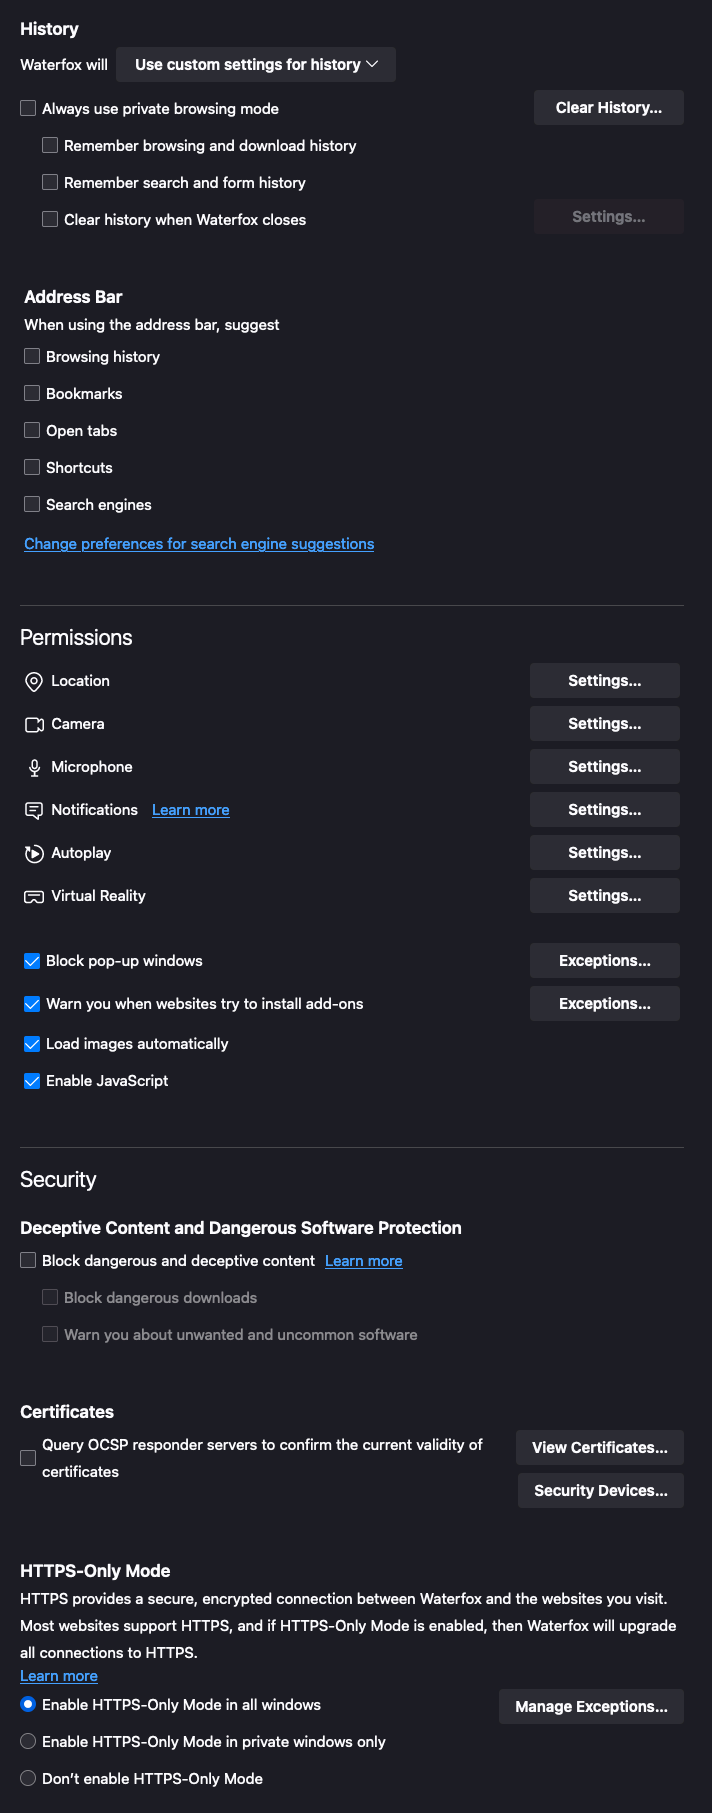 History
Waterfox will Use custom settings for history
Always use private browsing mode Clear History...
Remember browsing and download history
Remember search and form history
Clear history when Waterfox closes Settings...
Address Bar
When using the address bar, suggest
Browsing history
Bookmarks
Open tabs
Shortcuts
Search engines
Change preferences for search engine suggestions
Permissions
Location Settings...
Camera Settings...
Microphone Settings...
Notifications Learn more Settings...
Autoplay Settings...
Virtual Reality Settings...
Block pop-up windows Exceptions...
Warn you when websites try to install add-ons Exceptions...
Load images automatically
Enable JavaScript
Security
Deceptive Content and Dangerous Software Protection
Block dangerous and deceptive content Learn more
Block dangerous downloads
Warn you about unwanted and uncommon software
Certificates
Query OCSP responder servers to confirm the current validity of
certificates
View Certificates...
Security Devices...
HTTPS-Only Mode
HTTPS provides a secure, encrypted connection between Waterfox and the websites you visit.
Most websites support HTTPS, and if HTTPS-Only Mode is enabled, then Waterfox will upgrade
all connections to HTTPS.
Learn more
Enable HTTPS-Only Mode in all windows Manage Exceptions...
Enable HTTPS-Only Mode in private windows only
Don’t enable HTTPS-Only Mode